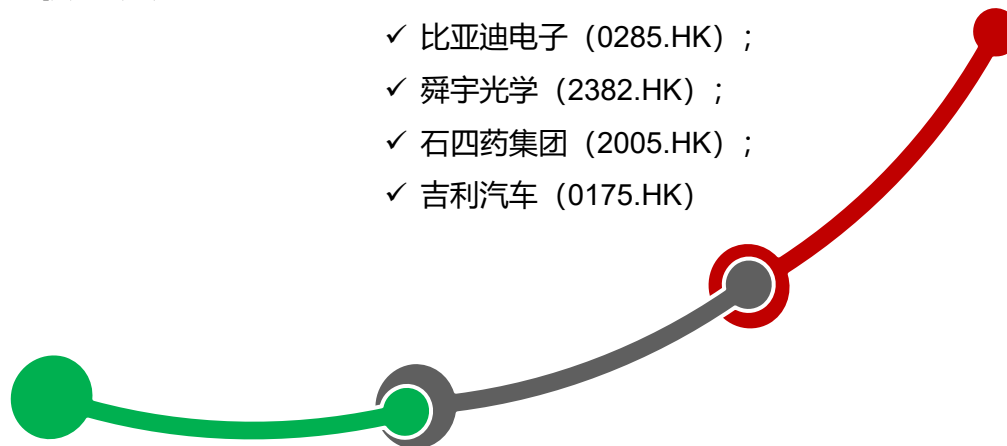 ✓ 比亚迪电子（0285.HK）；
✓ 舜宇光学（2382.HK）；
✓ 石四药集团（2005.HK）；
✓ 吉利汽车（0175.HK）